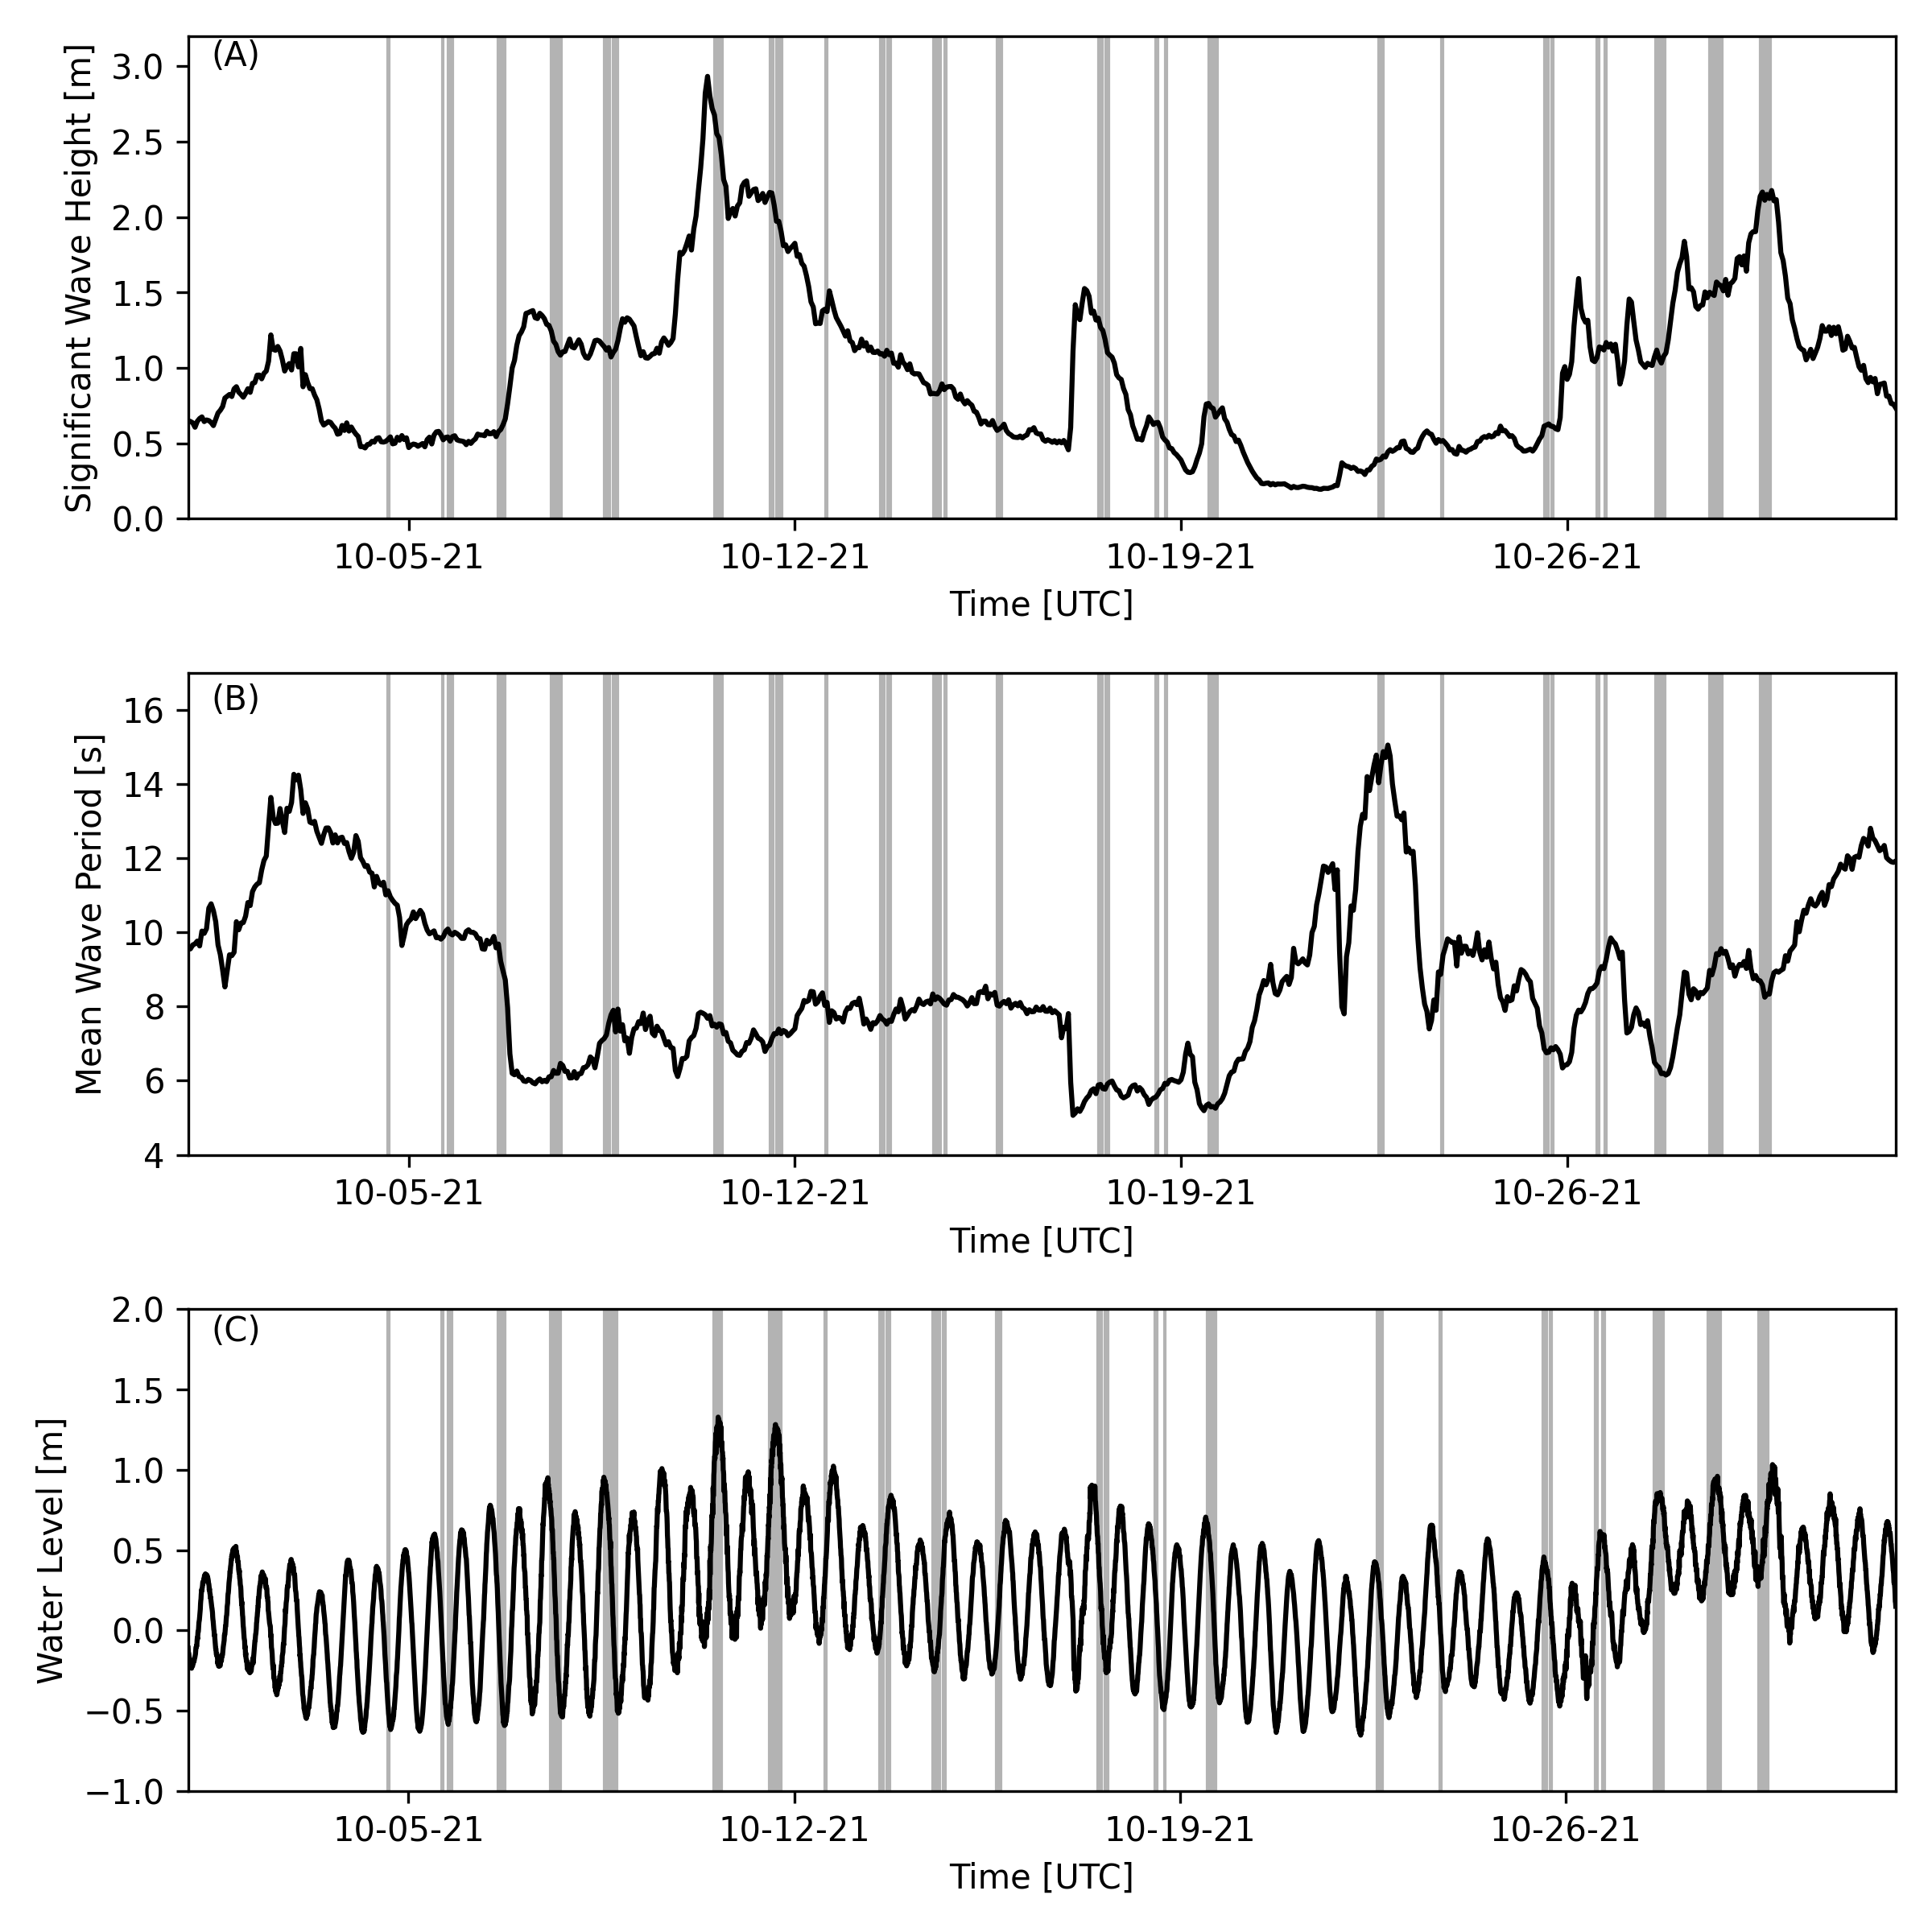 (A)
Significant Wave Height [m]
3.0
2.5
2.0
1.5
1.0
0.5
0.0
10-05-21 10-12-21 10-19-21 10-26-21
Time [UTC]
(B)
Mean Wave Period [s]
16
14
12
10
8
6
4
10-05-21 10-12-21 10-19-21 10-26-21
Time [UTC]
(C)
Water Level [m]
2.0
1.5
1.0
0.5
0.0
−0.5
−1.0
10-05-21 10-12-21 10-19-21 10-26-21
Time [UTC]